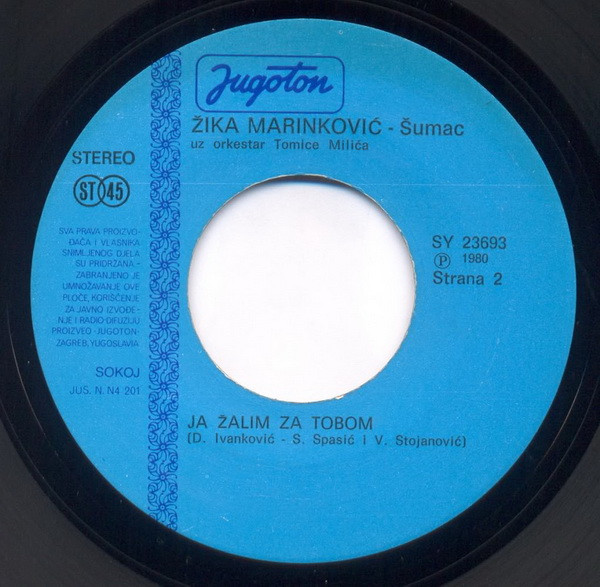 Jugoton
ŽIKA MARINKOVIĆ - Šumac
uz orkestar Tomice Milića
STEREO
ST 45
SVA PRAVA PROIZVO-
ĐAČA I VLASNIKA
SNIMLJENOG DJELA
SU PRIDRŽANA -
ZABRANJENO JE
UMNOŽAVANJE OVE
PLOČE, KORIŠĆENJE
ZA JAVNO IZVOĐE-
NJE I RADIO-DIFUZIJU
PROIZVEO-JUGOTON-
ZAGREB, YUGOSLAVIA
SOKOJ
JUS. N. N4 201
SY 23693
Ⓟ 1980
Strana 2
JA ŽALIM ZA TOBOM
(D. Ivanković - S. Spasić i V. Stojanović)